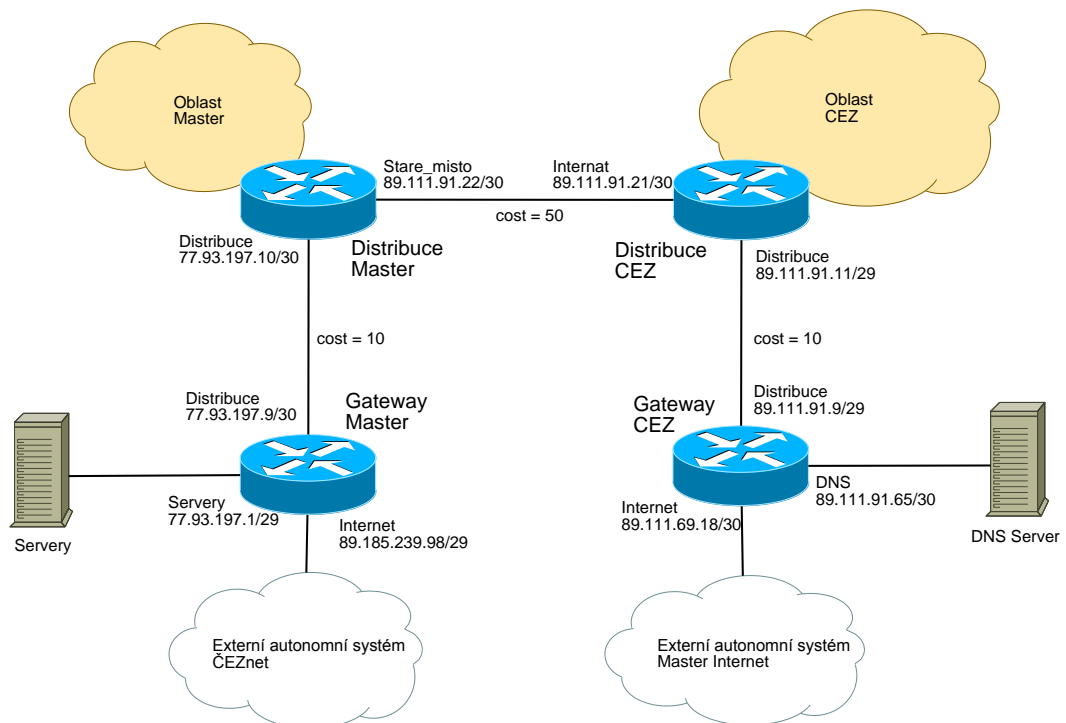 Oblast
Master
Oblast
CEZ
Stare_misto
89.111.91.22/30
Internat
89.111.91.21/30
cost = 50
Distribuce
77.93.197.10/30
Distribuce
Master
Distribuce
CEZ
Distribuce
89.111.91.11/29
cost = 10
cost = 10
Distribuce
77.93.197.9/30
Gateway
Master
Gateway
CEZ
Distribuce
89.111.91.9/29
Servery
77.93.197.1/29
Internet
89.185.239.98/29
Internet
89.111.69.18/30
DNS
89.111.91.65/30
Servery
DNS Server
Externí autonomní systém
ČEZnet
Externí autonomní systém
Master Internet